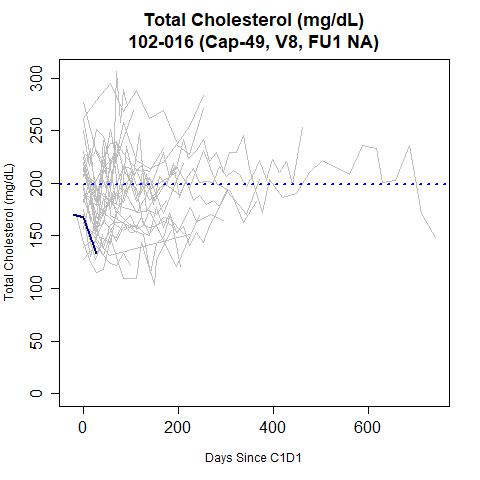 Total Cholesterol (mg/dL)
102-016 (Cap-49, V8, FU1 NA)
Total Cholesterol (mg/dL)
300
250
200
150
100
50
0
0 200 400 600
Days Since C1D1